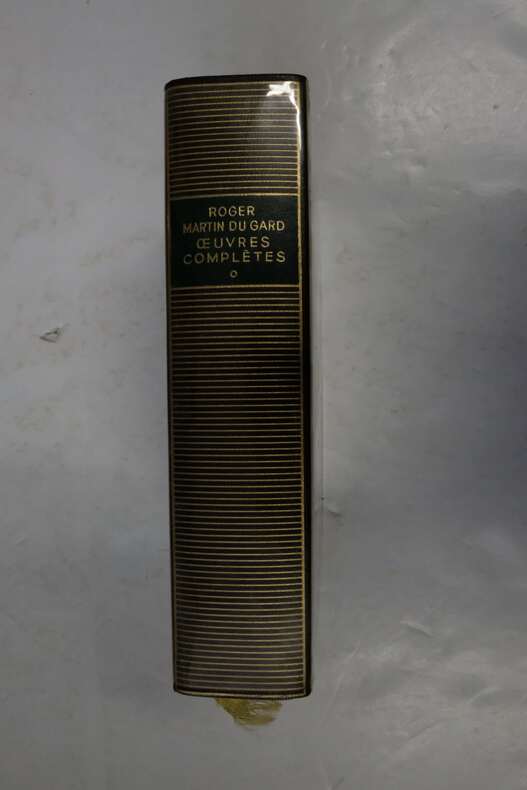 ROGER
MARTIN DU GARD
ŒUVRES
COMPLÈTES